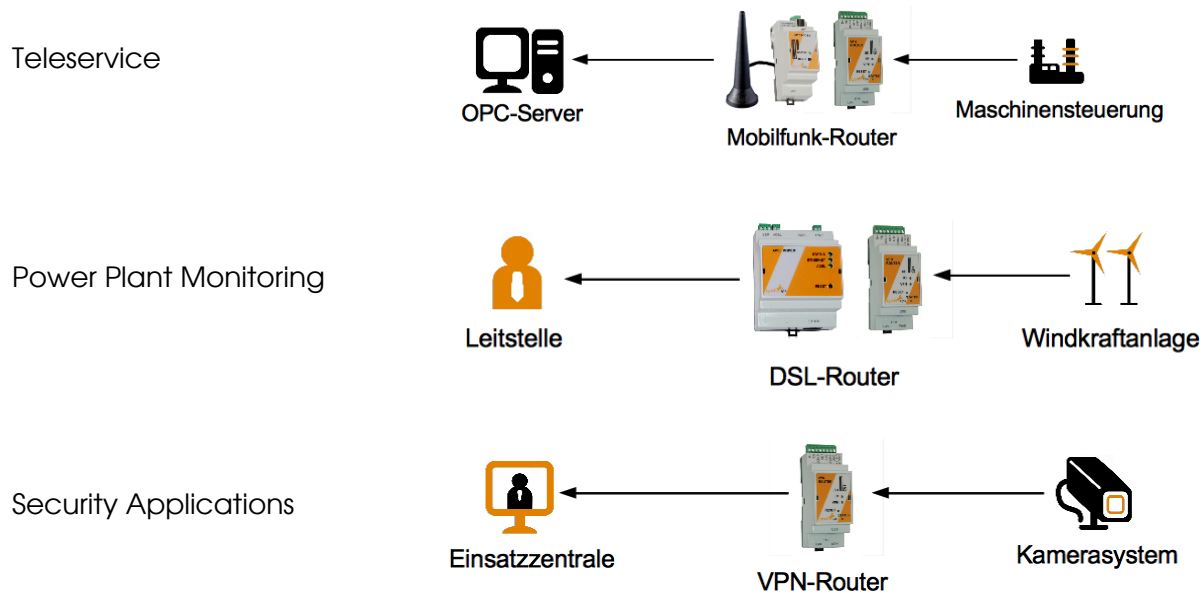 Teleservice
OPC-Server
Mobilfunk-Router
Maschinensteuerung
Power Plant Monitoring
Leitstelle
DSL-Router
Windkraftanlage
Security Applications
Einsatzzentrale
VPN-Router
Kamerasystem